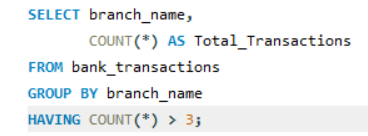 SELECT branch_name,
       COUNT(*) AS Total_Transactions
FROM bank_transactions
GROUP BY branch_name
HAVING COUNT(*) > 3;